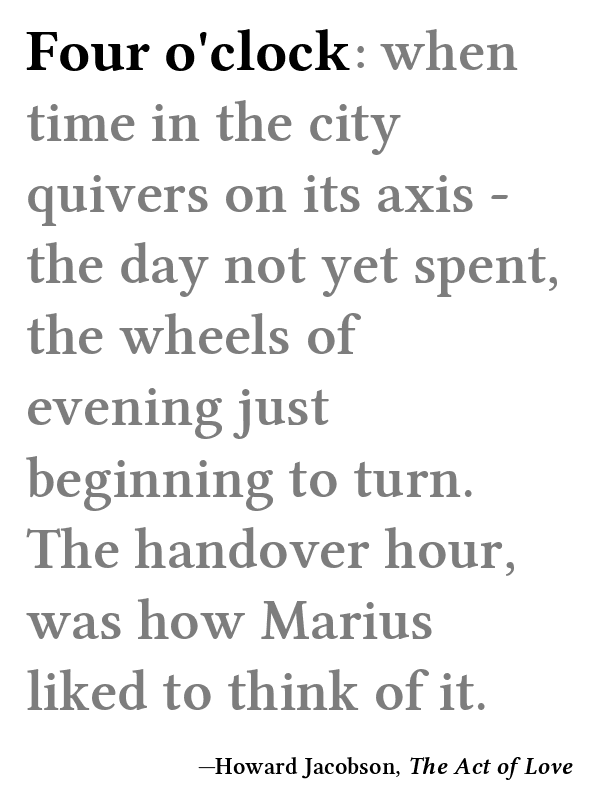 Four o'clock: when
time in the city
quivers on its axis -
the day not yet spent,
the wheels of
evening just
beginning to turn.
The handover hour,
was how Marius
liked to think of it.
—Howard Jacobson, The Act of Love